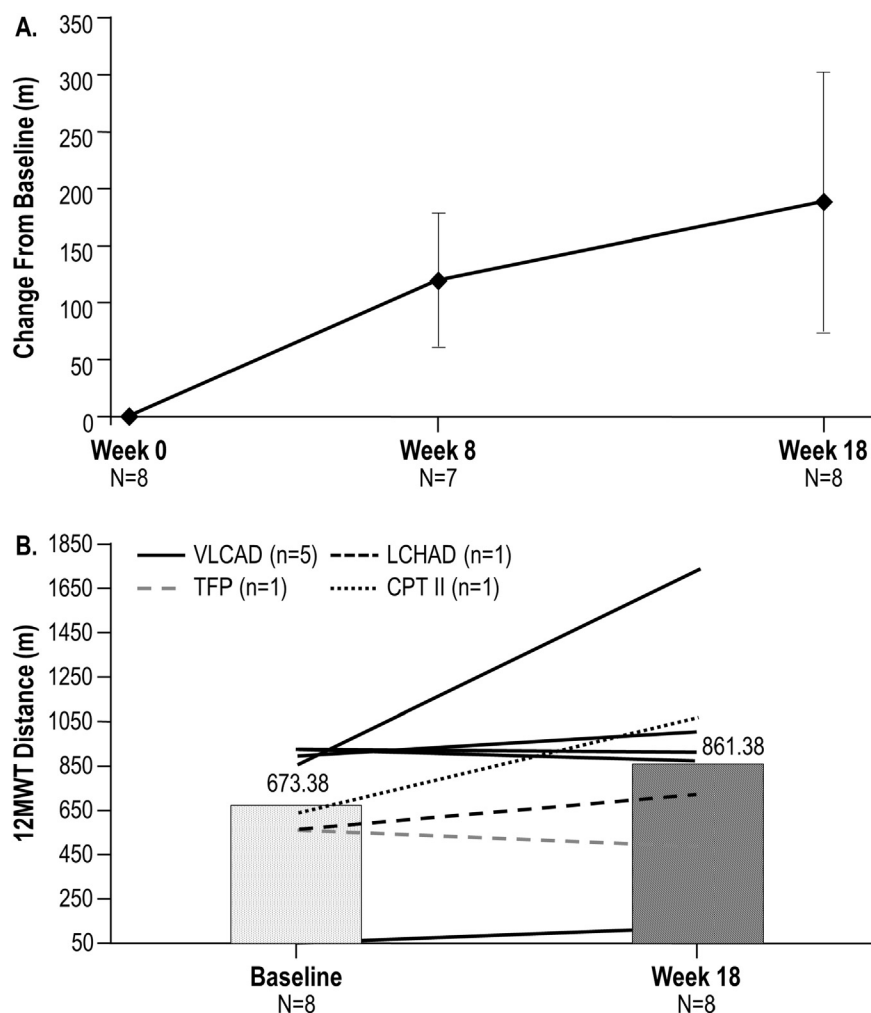 A.
Change From Baseline (m)
350
300
250
200
150
100
50
0
Week 0 Week 8 Week 18
N=8 N=7 N=8
B.
12MWT Distance (m)
VLCAD (n=5) LCHAD (n=1)
TFP (n=1) CPT II (n=1)
1850
1650
1450
1250
1050
850
650
450
250
50
673.38
861.38
Baseline Week 18
N=8 N=8